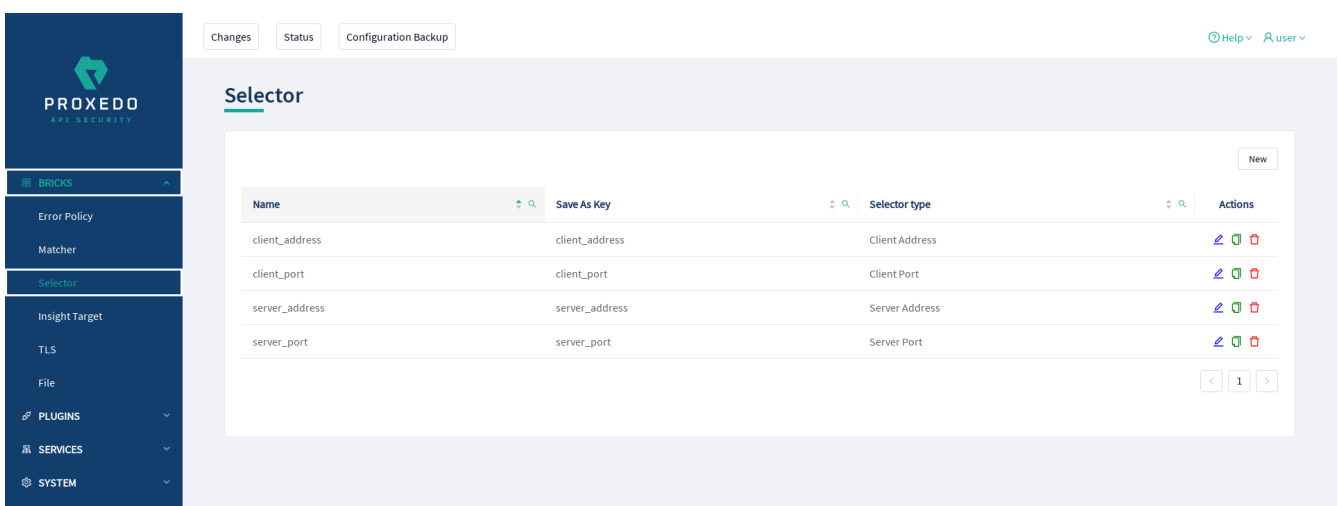 Changes Status Configuration Backup Help user
PROXEDO
API SECURITY
Selector
New
BRICKS
Error Policy
Matcher
Selector
Insight Target
TLS
File
PLUGINS
SERVICES
SYSTEM
Name Save As Key Selector type Actions
client_address client_address Client Address
client_port client_port Client Port
server_address server_address Server Address
server_port server_port Server Port
< 1 >